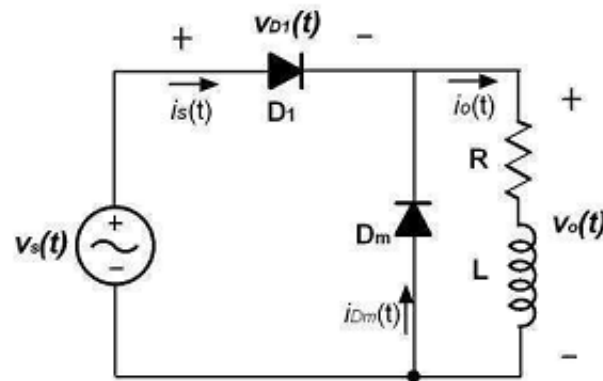 + vD1(t) −
is(t) D1 io(t) +
R
+
vs(t) Dm vo(t)
−
L
iDm(t)
−